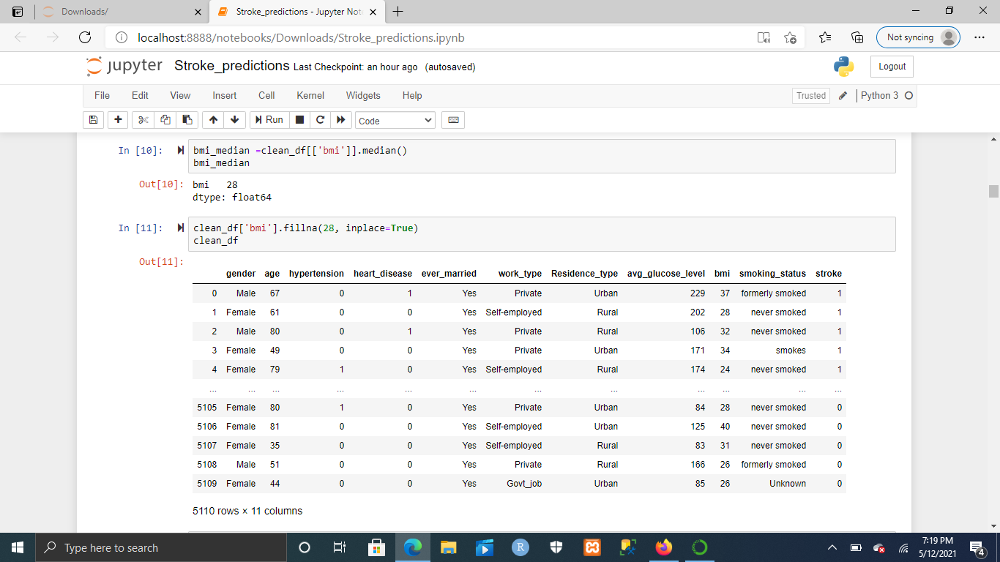 Downloads/
Stroke_predictions - Jupyter Not
localhost:8888/notebooks/Downloads/Stroke_predictions.ipynb
Not syncing
jupyter Stroke_predictions Last Checkpoint: an hour ago (autosaved)
Logout
File Edit View Insert Cell Kernel Widgets Help
Trusted
Python 3
Run
Code
In [10]:
bmi_median =clean_df[['bmi']].median()
bmi_median
Out[10]:
bmi 28
dtype: float64
In [11]:
clean_df['bmi'].fillna(28, inplace=True)
clean_df
Out[11]:
gender age hypertension heart_disease ever_married work_type Residence_type avg_glucose_level bmi smoking_status stroke
0 Male 67 0 1 Yes Private Urban 229 37 formerly smoked 1
1 Female 61 0 0 Yes Self-employed Rural 202 28 never smoked 1
2 Male 80 0 1 Yes Private Rural 106 32 never smoked 1
3 Female 49 0 0 Yes Private Urban 171 34 smokes 1
4 Female 79 1 0 Yes Self-employed Rural 174 24 never smoked 1
... ... ... ... ... ... ... ... ... ... ... ...
5105 Female 80 1 0 Yes Private Urban 84 28 never smoked 0
5106 Female 81 0 0 Yes Self-employed Urban 125 40 never smoked 0
5107 Female 35 0 0 Yes Self-employed Rural 83 31 never smoked 0
5108 Male 51 0 0 Yes Private Rural 166 26 formerly smoked 0
5109 Female 44 0 0 Yes Govt_job Urban 85 26 Unknown 0
5110 rows × 11 columns
Type here to search
R
7:19 PM
5/12/2021
4